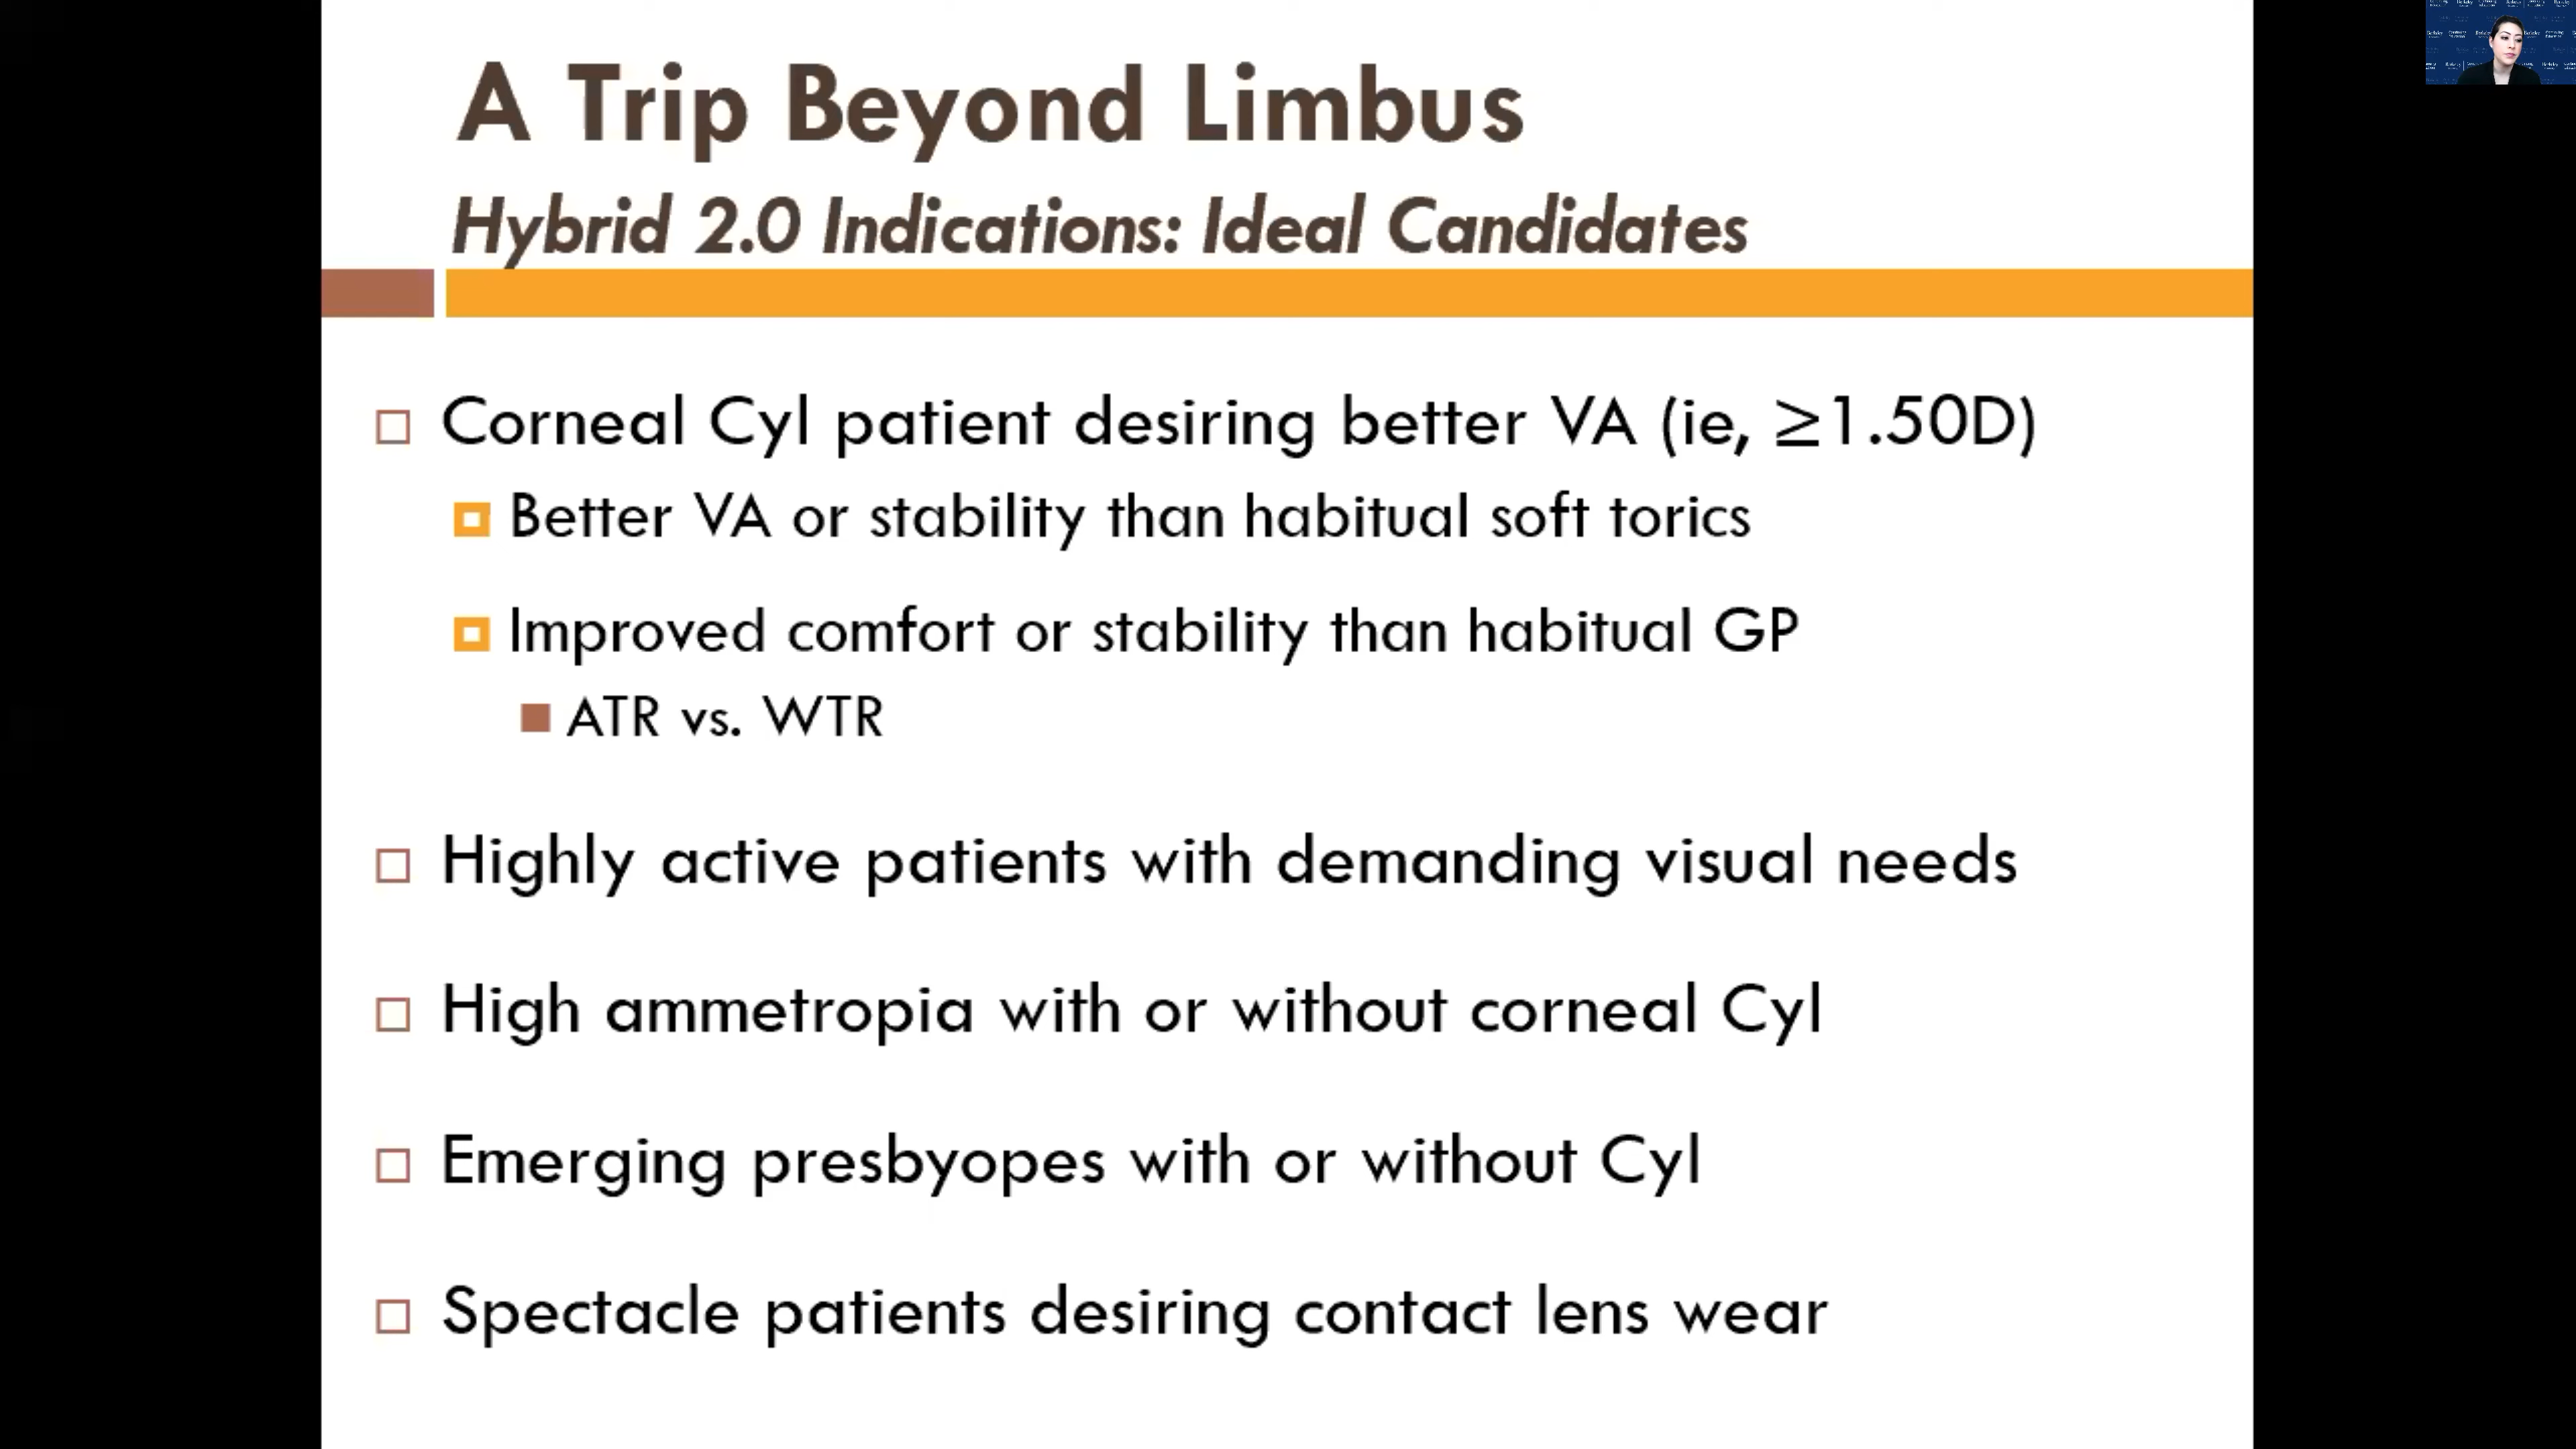 A Trip Beyond Limbus
Hybrid 2.0 Indications: Ideal Candidates
Corneal Cyl patient desiring better VA (ie, ≥1.50D)
Better VA or stability than habitual soft torics
Improved comfort or stability than habitual GP
ATR vs. WTR
High​ly active patients with demanding visual needs
High ammetropia with or without corneal Cyl
Emerging presbyopes with or without Cyl
Spectacle patients desiring contact lens wear